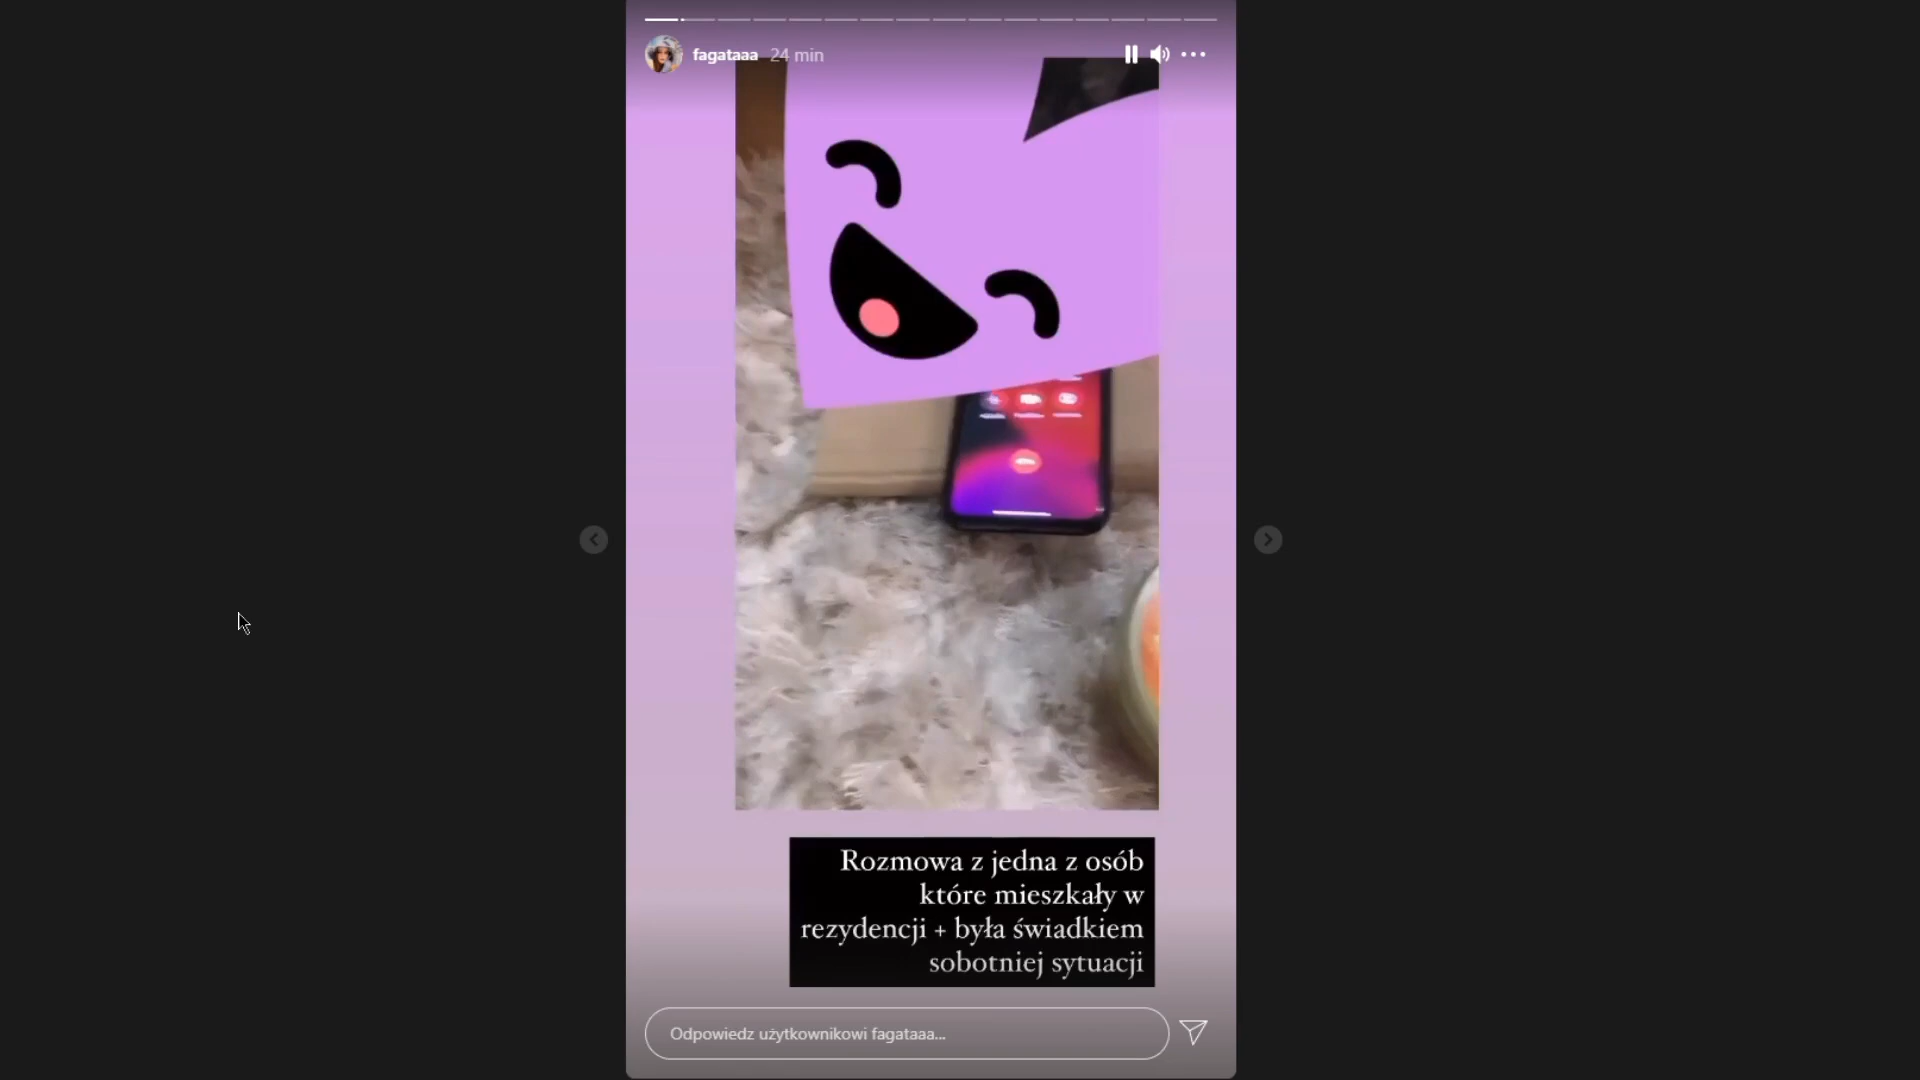 fagataaa 24 min
Rozmowa z jedna z osób
które mieszkały w
rezydencji + była świadkiem
sobotniej sytuacji
Odpowiedz użytkownikowi fagataaa...